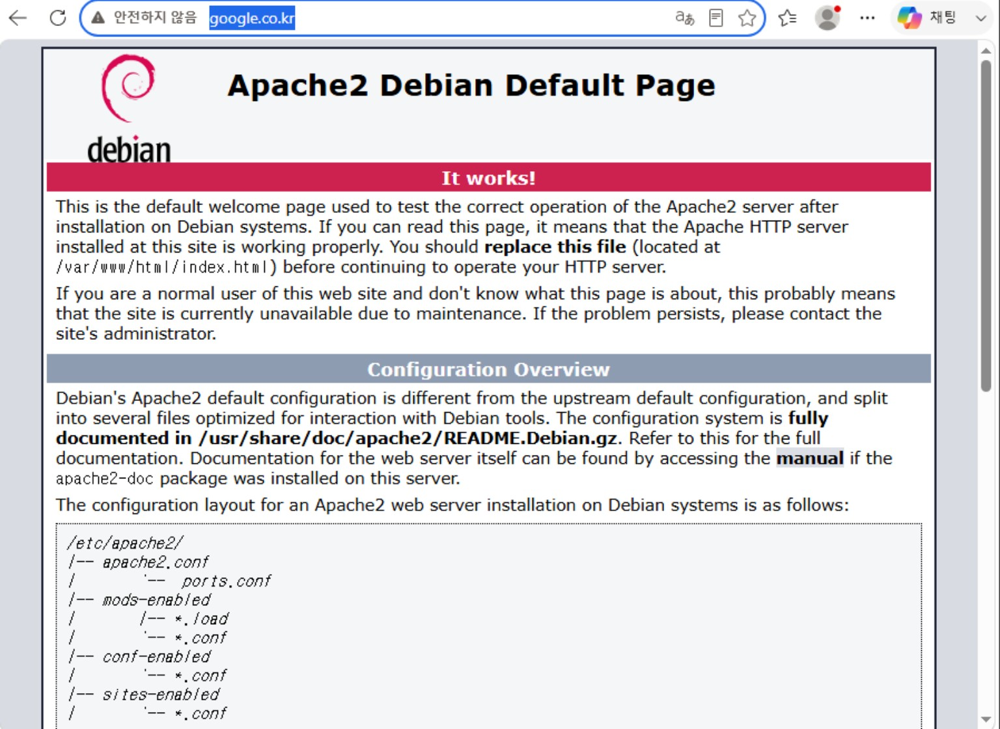 안전하지 않음 google.co.kr aあ 채팅
debian
Apache2 Debian Default Page
It works!
This is the default welcome page used to test the correct operation of the Apache2 server after
installation on Debian systems. If you can read this page, it means that the Apache HTTP server
installed at this site is working properly. You should replace this file (located at
/var/www/html/index.html) before continuing to operate your HTTP server.
If you are a normal user of this web site and don't know what this page is about, this probably means
that the site is currently unavailable due to maintenance. If the problem persists, please contact the
site's administrator.
Configuration Overview
Debian's Apache2 default configuration is different from the upstream default configuration, and split
into several files optimized for interaction with Debian tools. The configuration system is fully
documented in /usr/share/doc/apache2/README.Debian.gz. Refer to this for the full
documentation. Documentation for the web server itself can be found by accessing the manual if the
apache2-doc package was installed on this server.
The configuration layout for an Apache2 web server installation on Debian systems is as follows:
/etc/apache2/
|-- apache2.conf
|       `--  ports.conf
|-- mods-enabled
|       |-- *.load
|       `-- *.conf
|-- conf-enabled
|       `-- *.conf
|-- sites-enabled
|       `-- *.conf